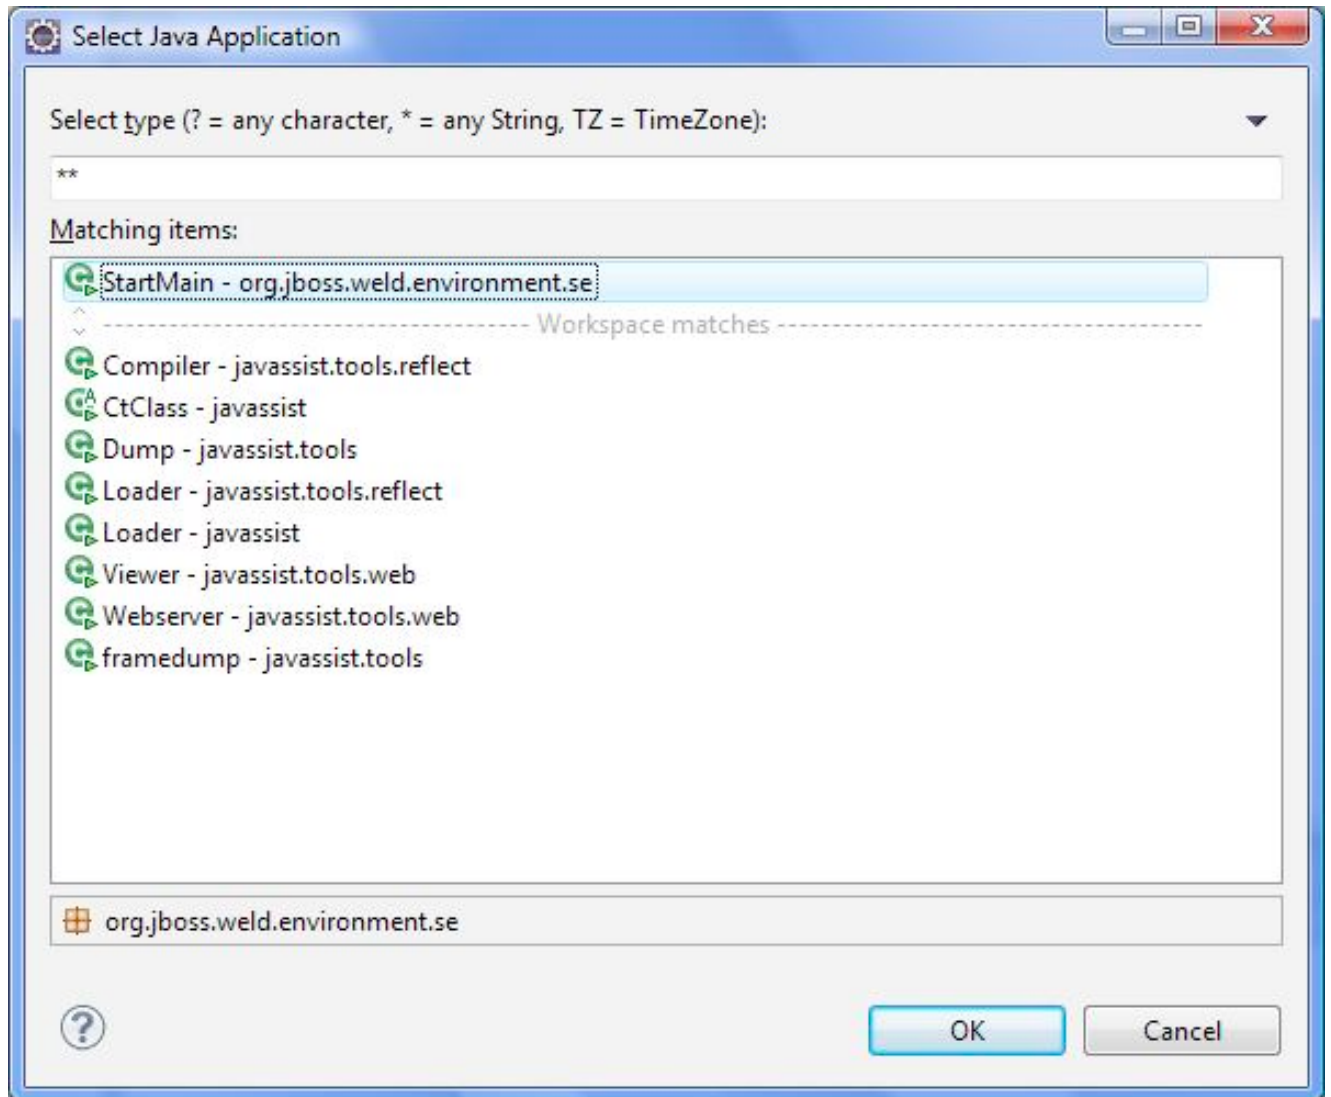 Select Java Application
Select type (? = any character, * = any String, TZ = TimeZone):
**
Matching items:
StartMain - org.jboss.weld.environment.se
Workspace matches
Compiler - javassist.tools.reflect
CtClass - javassist
Dump - javassist.tools
Loader - javassist.tools.reflect
Loader - javassist
Viewer - javassist.tools.web
Webserver - javassist.tools.web
framedump - javassist.tools
org.jboss.weld.environment.se
OK Cancel